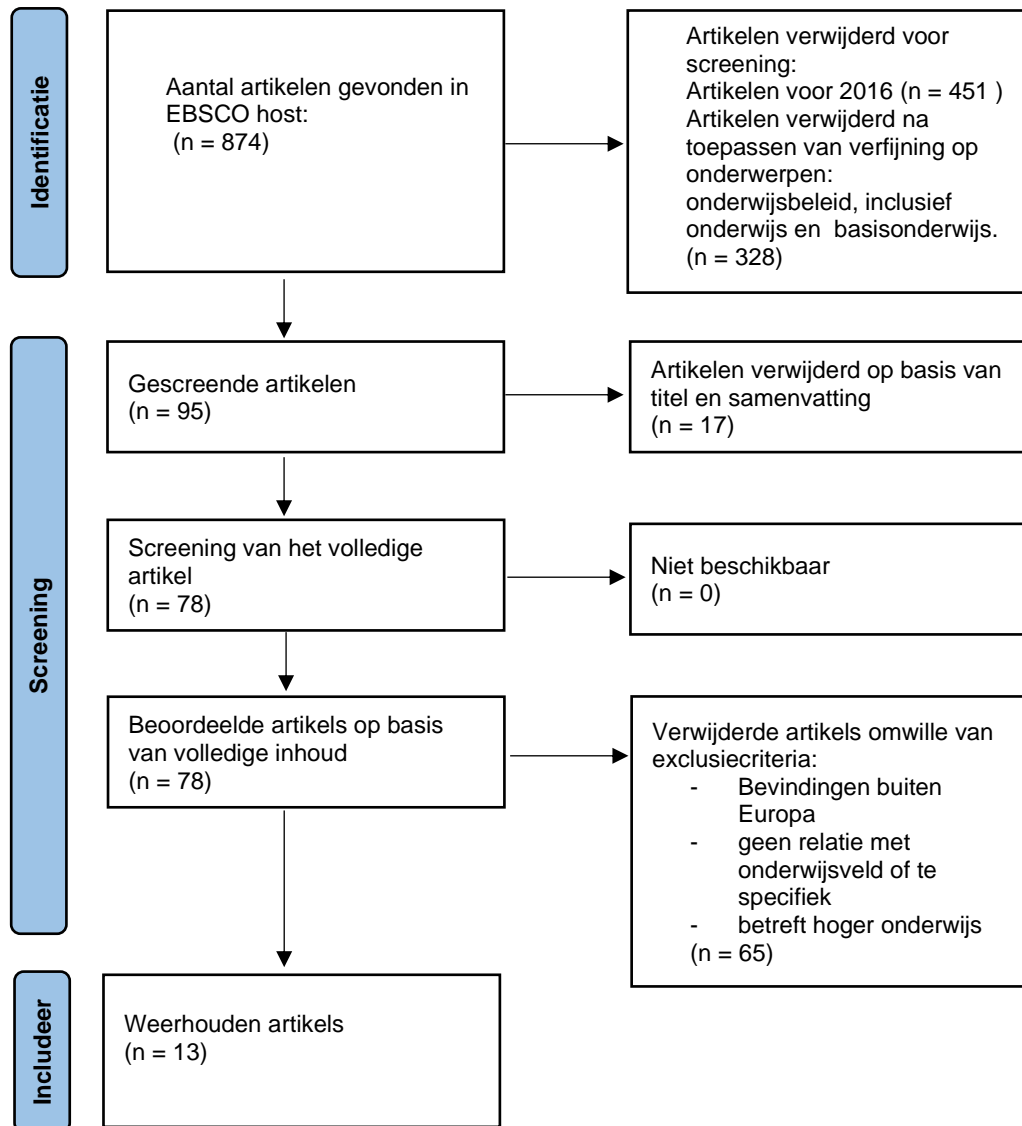 Identificatie
Aantal artikelen gevonden in
EBSCO host:
(n = 874)
Artikelen verwijderd voor
screening:
Artikelen voor 2016 (n = 451 )
Artikelen verwijderd na
toepassen van verfijning op
onderwerpen:
onderwijsbeleid, inclusief
onderwijs en basisonderwijs.
(n = 328)
Screening
Gescreende artikelen
(n = 95)
Artikelen verwijderd op basis van
titel en samenvatting
(n = 17)
Screening van het volledige
artikel
(n = 78)
Niet beschikbaar
(n = 0)
Beoordeelde artikels op basis
van volledige inhoud
(n = 78)
Verwijderde artikels omwille van
exclusiecriteria:
- Bevindingen buiten
Europa
- geen relatie met
onderwijsveld of te
specifiek
- betreft hoger onderwijs
(n = 65)
Includeer
Weerhouden artikels
(n = 13)